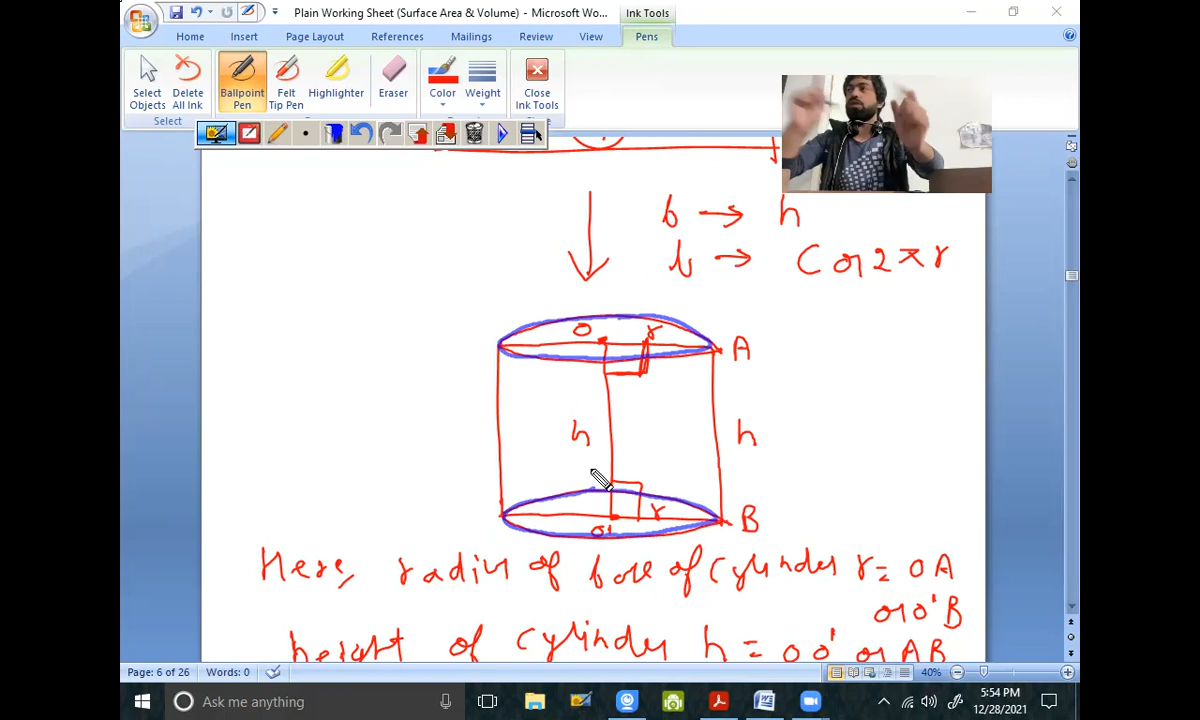 Plain Working Sheet (Surface Area & Volume) - Microsoft Wo...
Ink Tools
Home Insert Page Layout References Mailings Review View Pens
Select Objects
Delete All Ink
Ballpoint Pen
Felt Tip Pen
Highlighter
Eraser
Color
Weight
Close Ink Tools
Select
b → h
b → C or 2πr
O r A
h h
O' r B
Here, radius of base of cylinder r = OA
or O'B
height of cylinder h = OO' or AB
Page: 6 of 26 Words: 0 40%
Ask me anything
5:54 PM
12/28/2021